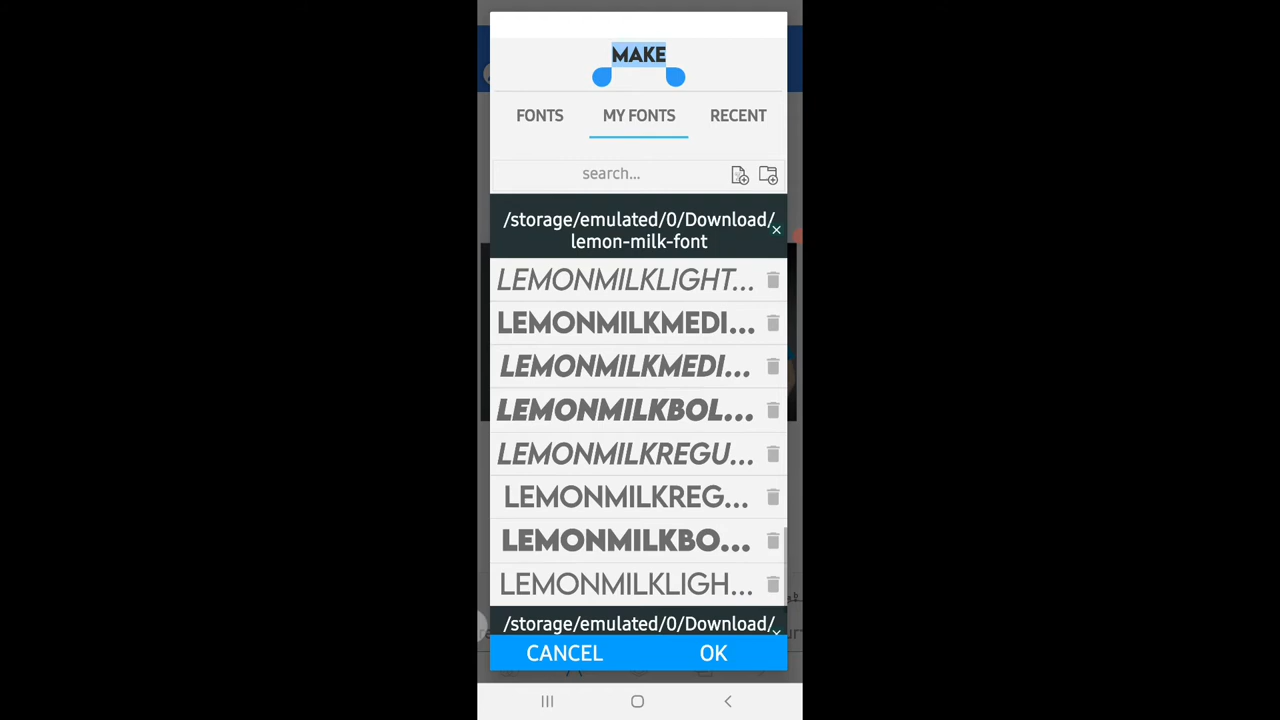 MAKE
FONTS MY FONTS RECENT
search...
/storage/emulated/0/Download/
lemon-milk-font
LEMONMILKLIGHT...
LEMONMILKMEDI...
LEMONMILKMEDI...
LEMONMILKBOL...
LEMONMILKREGU...
LEMONMILKREG...
LEMONMILKBO...
LEMONMILKLIGH...
/storage/emulated/0/Download/
CANCEL OK